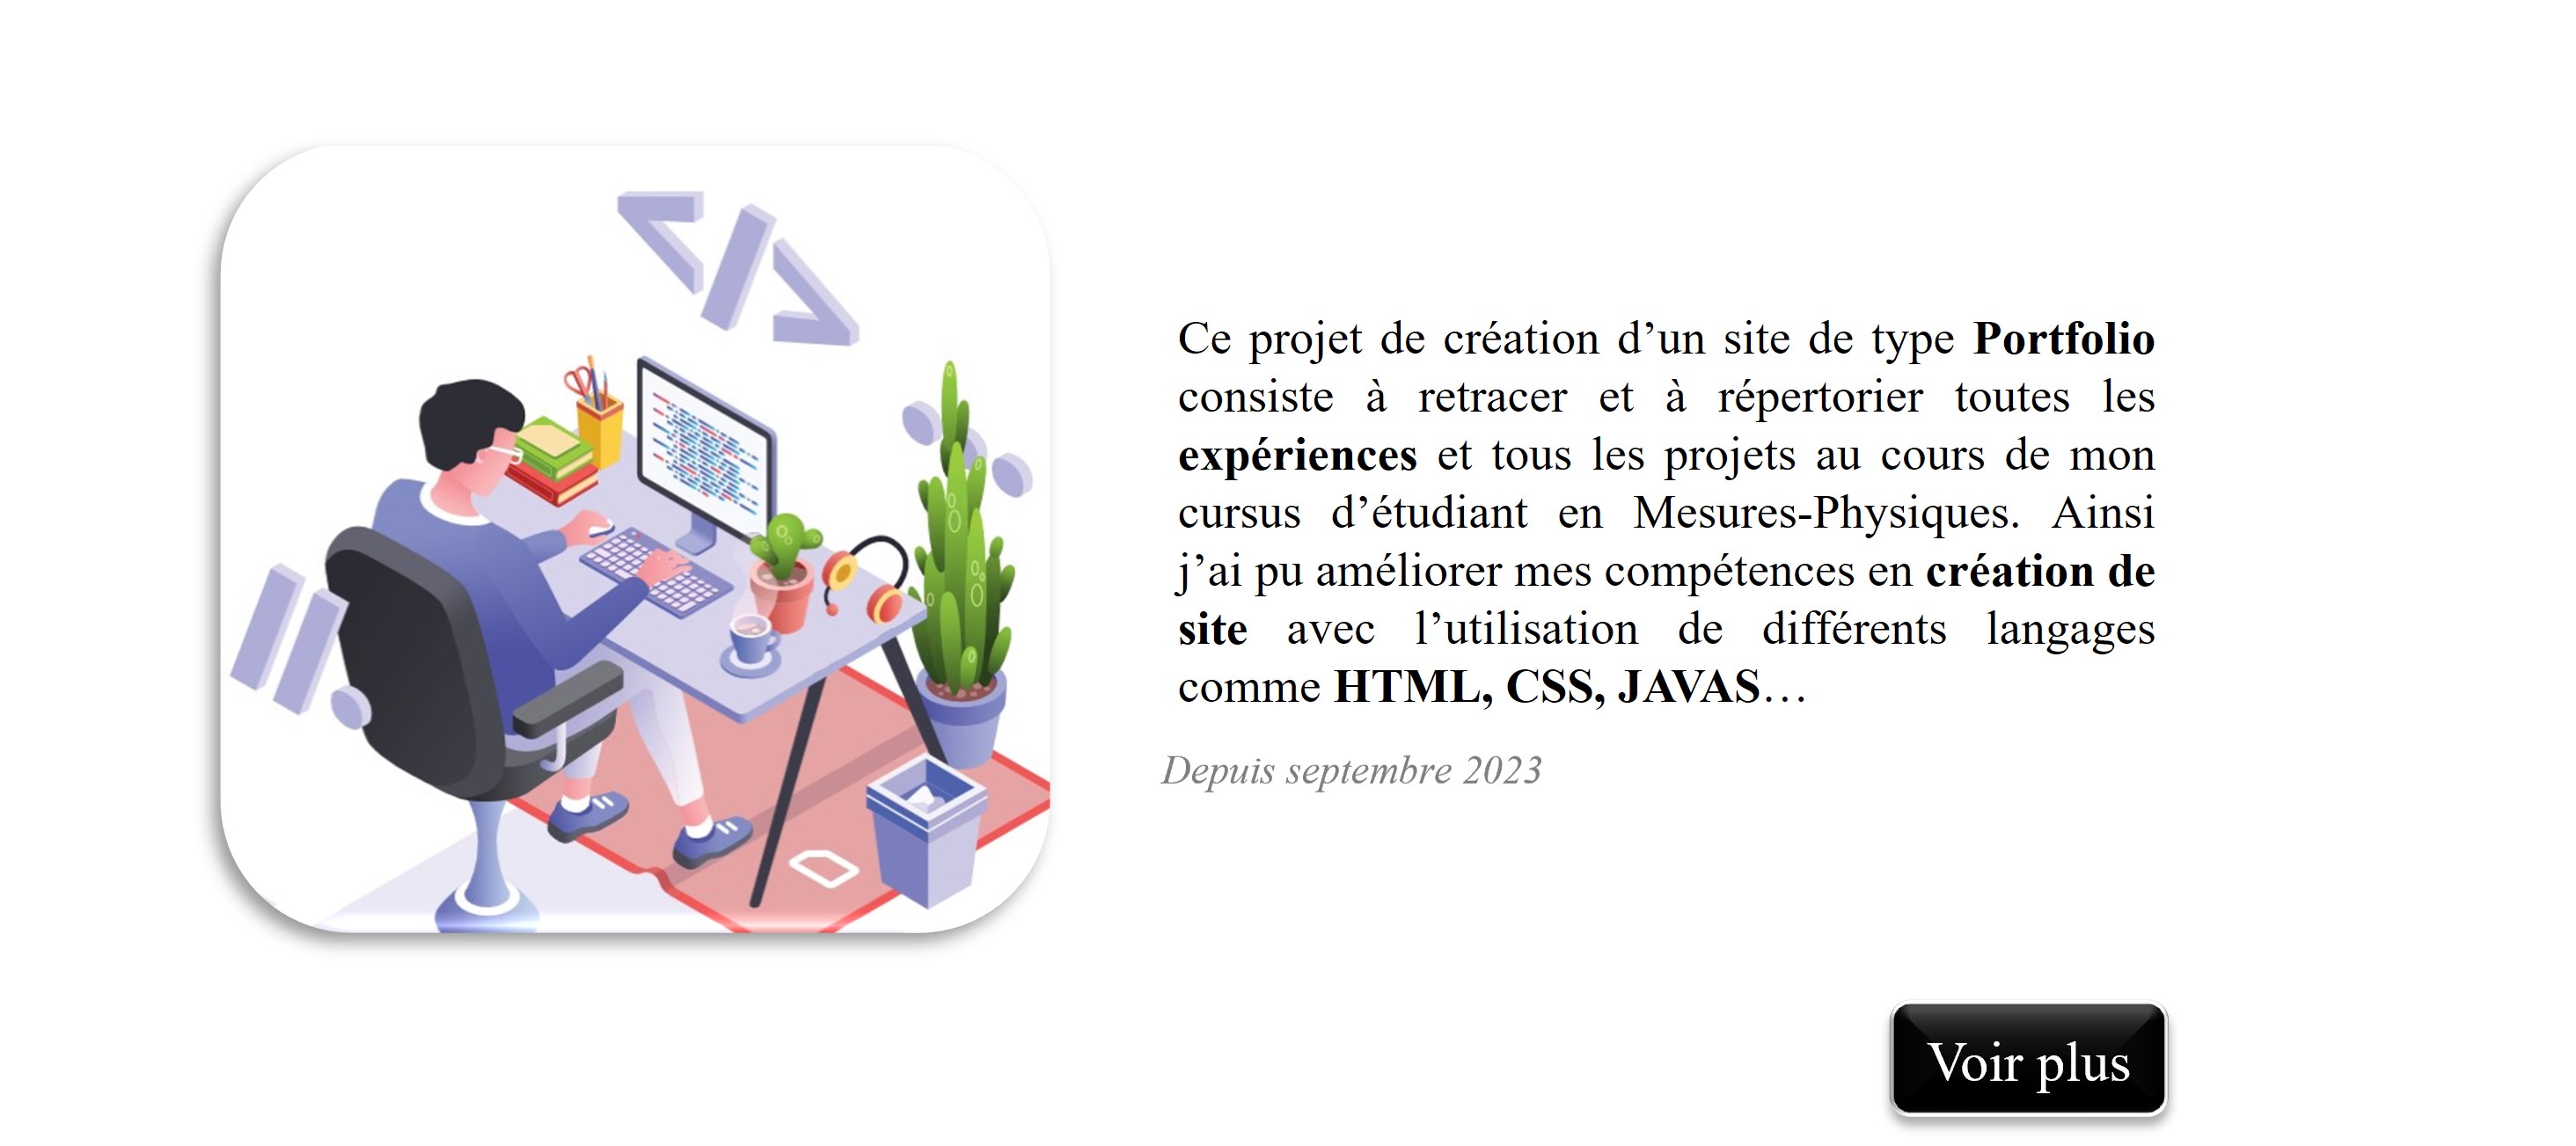 Ce projet de création d’un site de type Portfolio
consiste à retracer et à répertorier toutes les
expériences et tous les projets au cours de mon
cursus d’étudiant en Mesures-Physiques. Ainsi
j’ai pu améliorer mes compétences en création de
site avec l’utilisation de différents langages
comme HTML, CSS, JAVAS…
Depuis septembre 2023
Voir plus